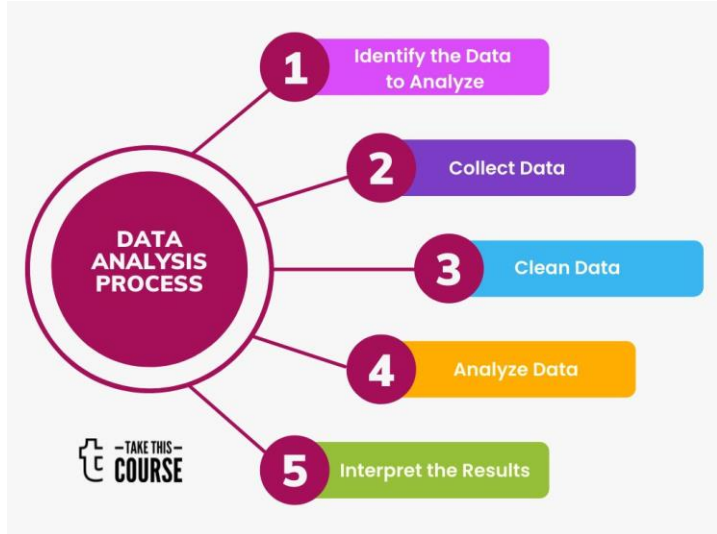 DATA
ANALYSIS
PROCESS
1
Identify the Data
to Analyze
2
Collect Data
3
Clean Data
4
Analyze Data
5
Interpret the Results
tc
–TAKE THIS–
COURSE